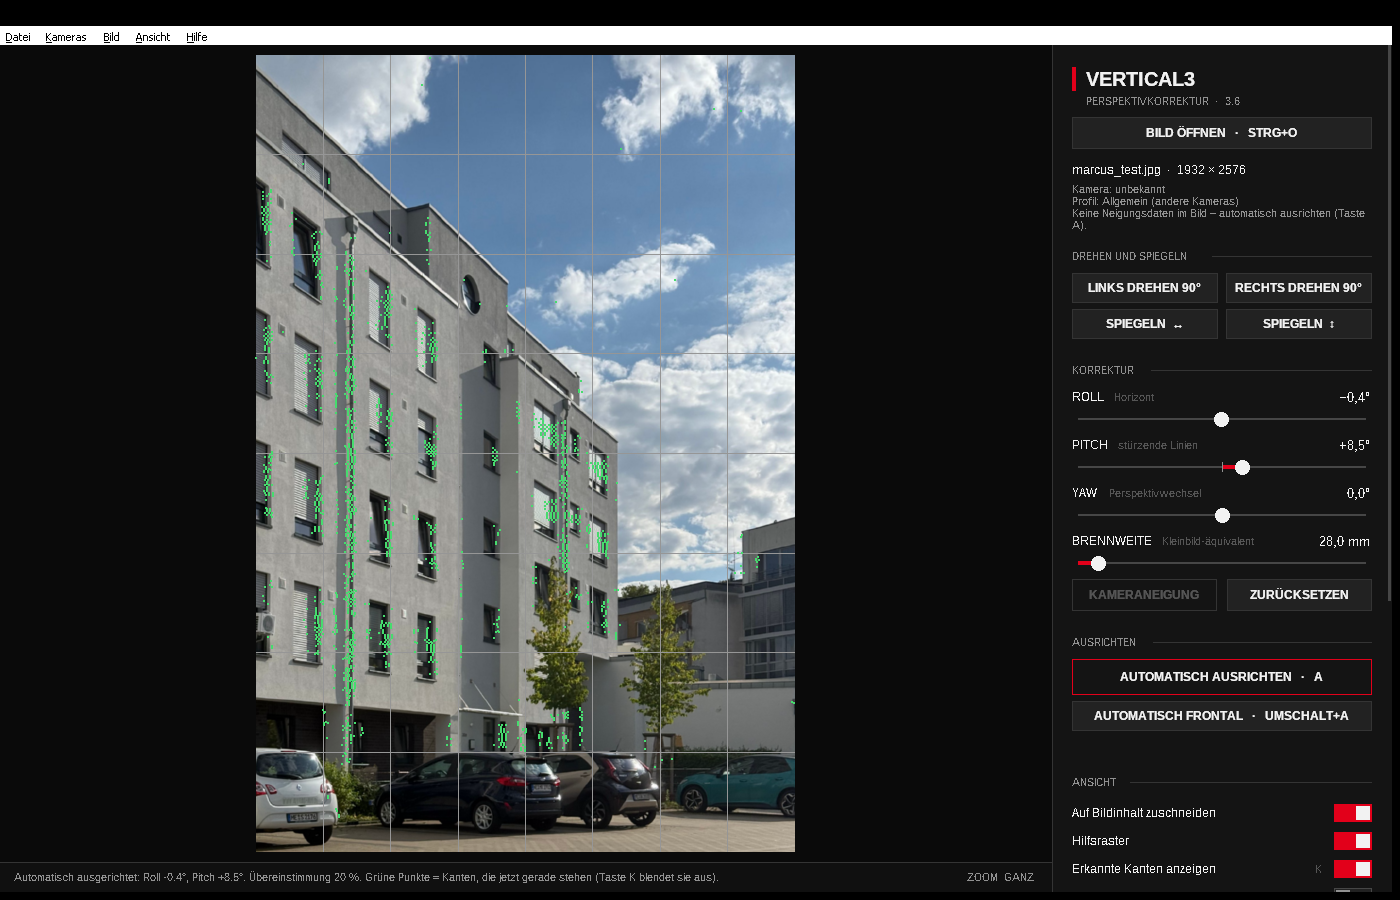 Datei Kameras Bild Ansicht Hilfe
VERTICAL3
PERSPEKTIVKORREKTUR · 3.6
BILD ÖFFNEN · STRG+O
marcus_test.jpg · 1932 × 2576
Kamera: unbekannt
Profil: Allgemein (andere Kameras)
Keine Neigungsdaten im Bild – automatisch ausrichten (Taste
A).
DREHEN UND SPIEGELN
LINKS DREHEN 90° RECHTS DREHEN 90°
SPIEGELN ↔ SPIEGELN ↕
KORREKTUR
ROLL Horizont −0,4°
PITCH stürzende Linien +8,5°
YAW Perspektivwechsel 0,0°
BRENNWEITE Kleinbild-äquivalent 28,0 mm
KAMERANEIGUNG ZURÜCKSETZEN
AUSRICHTEN
AUTOMATISCH AUSRICHTEN · A
AUTOMATISCH FRONTAL · UMSCHALT+A
ANSICHT
Auf Bildinhalt zuschneiden
Hilfsraster
Erkannte Kanten anzeigen K
Automatisch ausgerichtet: Roll -0.4°, Pitch +8.5°. Übereinstimmung 20 %. Grüne Punkte = Kanten, die jetzt gerade stehen (Taste K blendet sie aus).
ZOOM GANZ